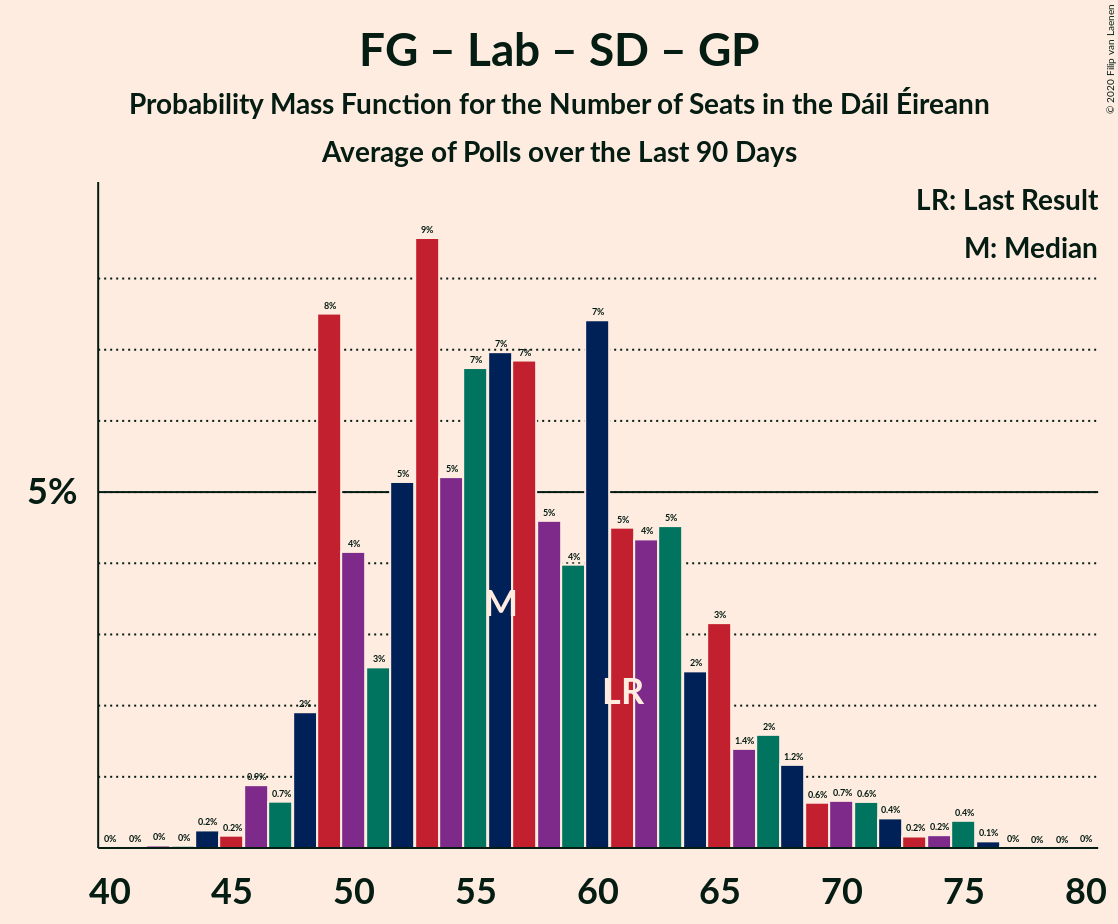 FG – Lab – SD – GP
Probability Mass Function for the Number of Seats in the Dáil Éireann
Average of Polls over the Last 90 Days
© 2020 Filip van Laenen
LR: Last Result
M: Median
5%
0% 0% 0% 0% 0.2% 0.2% 0.9% 0.7% 2% 8% 4% 3% 5% 9% 5% 7% 7% 7% 5% 4% 7% 5% 4% 5% 2% 3% 1.4% 2% 1.2% 0.6% 0.7% 0.6% 0.4% 0.2% 0.2% 0.4% 0.1% 0% 0% 0% 0%
M
LR
40 45 50 55 60 65 70 75 80